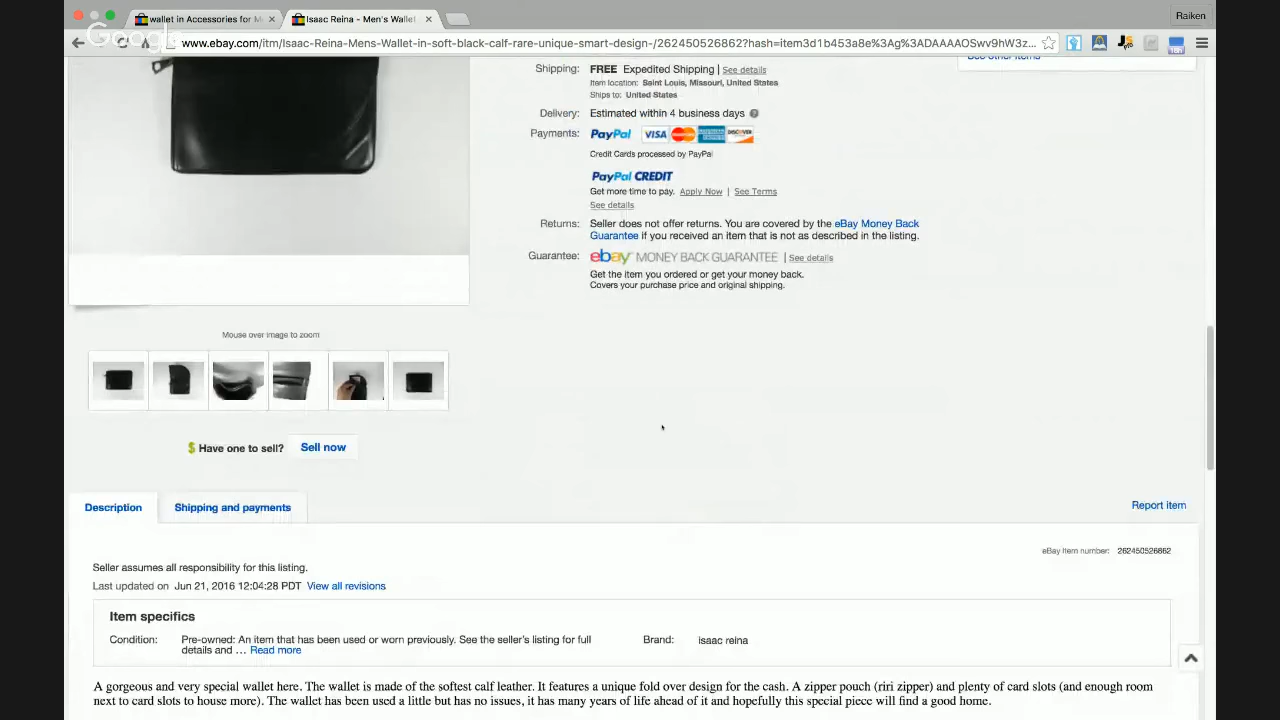 wallet in Accessories for M
Isaac Reina - Men's Wallet
Raiken
Google
www.ebay.com/itm/Isaac-Reina-Mens-Wallet-in-soft-black-calf-rare-unique-smart-design-/262450526862?hash=item3d1b453a8e%3Ag%3ADAAAAOSwv9hW3z...
See other items
Shipping: FREE Expedited Shipping | See details
Item location: Saint Louis, Missouri, United States
Ships to: United States
Delivery: Estimated within 4 business days ?
Payments: PayPal VISA MasterCard DISCOVER
Credit Cards processed by PayPal
PayPal CREDIT
Get more time to pay. Apply Now | See Terms
See details
Returns: Seller does not offer returns. You are covered by the eBay Money Back
Guarantee if you received an item that is not as described in the listing.
Guarantee: ebay MONEY BACK GUARANTEE | See details
Get the item you ordered or get your money back.
Covers your purchase price and original shipping.
Mouse over image to zoom
$ Have one to sell? Sell now
Description Shipping and payments Report item
eBay item number: 262450526862
Seller assumes all responsibility for this listing.
Last updated on Jun 21, 2016 12:04:28 PDT View all revisions
Item specifics
Condition: Pre-owned: An item that has been used or worn previously. See the seller's listing for full Brand: isaac reina
details and ... Read more
A gorgeous and very special wallet here. The wallet is made of the softest calf leather. It features a unique fold over design for the cash. A zipper pouch (riri zipper) and plenty of card slots (and enough room
next to card slots to house more). The wallet has been used a little but has no issues, it has many years of life ahead of it and hopefully this special piece will find a good home.